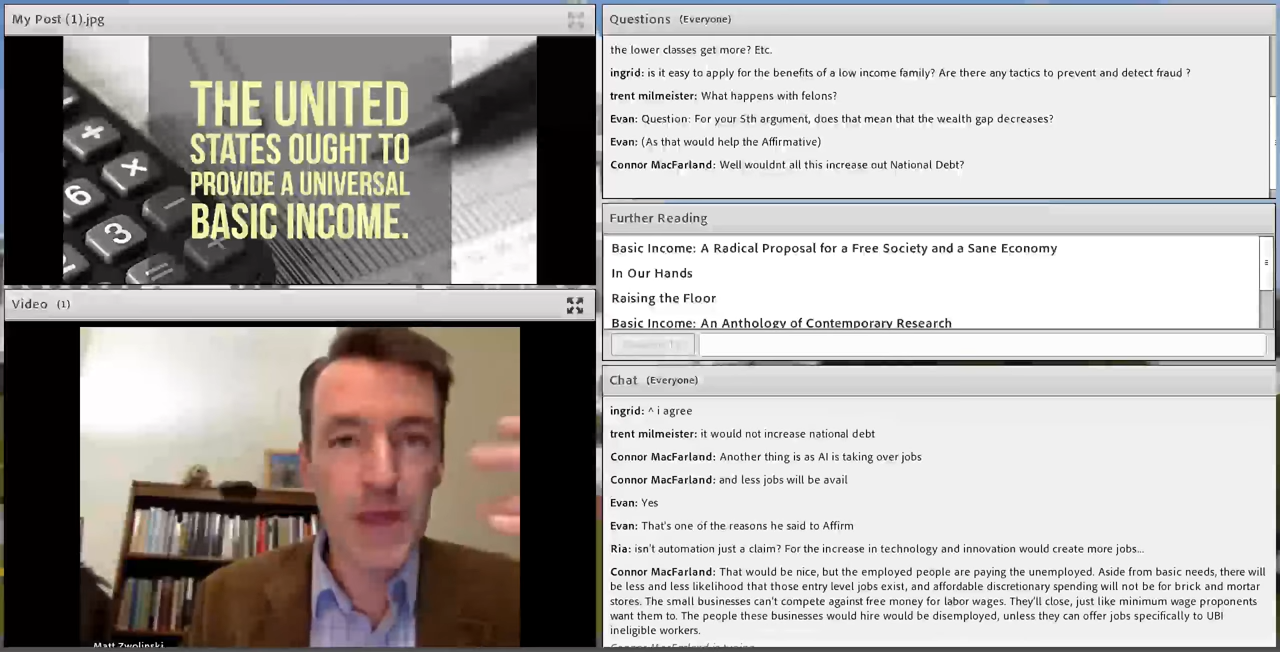 My Post (1).jpg
THE UNITED
STATES OUGHT TO
PROVIDE A UNIVERSAL
BASIC INCOME.
Video (1)
Matt Zwolinski
Questions (Everyone)
the lower classes get more? Etc.
ingrid: is it easy to apply for the benefits of a low income family? Are there any tactics to prevent and detect fraud ?
trent milmeister: What happens with felons?
Evan: Question: For your 5th argument, does that mean that the wealth gap decreases?
Evan: (As that would help the Affirmative)
Connor MacFarland: Well wouldnt all this increase out National Debt?
Further Reading
Basic Income: A Radical Proposal for a Free Society and a Sane Economy
In Our Hands
Raising the Floor
Basic Income: An Anthology of Contemporary Research
Chat (Everyone)
ingrid: ^ i agree
trent milmeister: it would not increase national debt
Connor MacFarland: Another thing is as AI is taking over jobs
Connor MacFarland: and less jobs will be avail
Evan: Yes
Evan: That's one of the reasons he said to Affirm
Ria: isn't automation just a claim? For the increase in technology and innovation would create more jobs...
Connor MacFarland: That would be nice, but the employed people are paying the unemployed. Aside from basic needs, there will
be less and less likelihood that those entry level jobs exist, and affordable discretionary spending will not be for brick and mortar
stores. The small businesses can't compete against free money for labor wages. They'll close, just like minimum wage proponents
want them to. The people these businesses would hire would be disemployed, unless they can offer jobs specifically to UBI
ineligible workers.
Connor MacFarland is typing